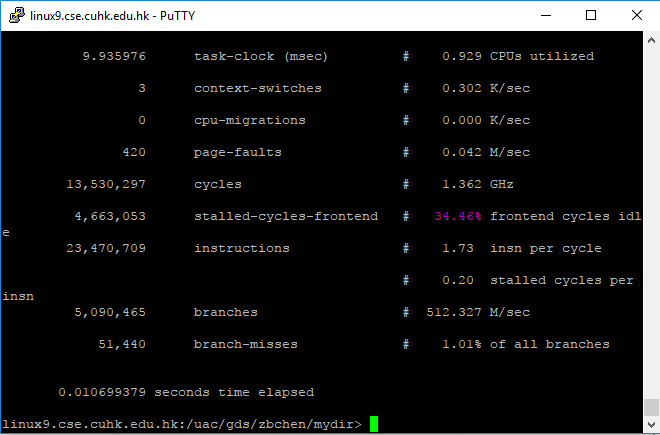 linux9.cse.cuhk.edu.hk - PuTTY
9.935976 task-clock (msec) # 0.929 CPUs utilized
3 context-switches # 0.302 K/sec
0 cpu-migrations # 0.000 K/sec
420 page-faults # 0.042 M/sec
13,530,297 cycles # 1.362 GHz
4,663,053 stalled-cycles-frontend # 34.46% frontend cycles idl
e
23,470,709 instructions # 1.73 insn per cycle
# 0.20 stalled cycles per
insn
5,090,465 branches # 512.327 M/sec
51,440 branch-misses # 1.01% of all branches
0.010699379 seconds time elapsed
linux9.cse.cuhk.edu.hk:/uac/gds/zbchen/mydir>